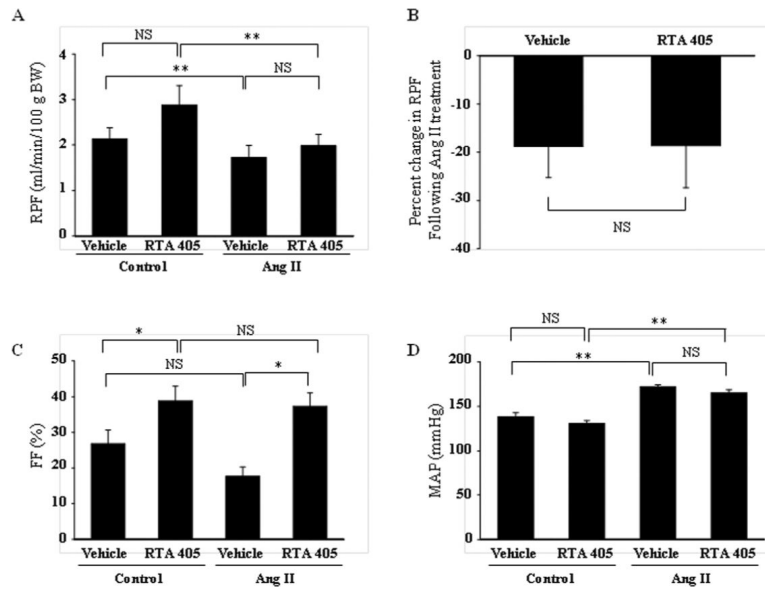 A
NS
**
**
NS
RPF (ml/min/100 g BW)
4
3
2
1
0
Vehicle RTA 405 Vehicle RTA 405
Control Ang II
B
Vehicle RTA 405
Percent change in RPF
Following Ang II treatment
0
-10
-20
-30
-40
NS
C
*
NS
NS
*
FF (%)
50
40
30
20
10
0
Vehicle RTA 405 Vehicle RTA 405
Control Ang II
D
NS
**
**
NS
MAP (mmHg)
200
150
100
50
0
Vehicle RTA 405 Vehicle RTA 405
Control Ang II